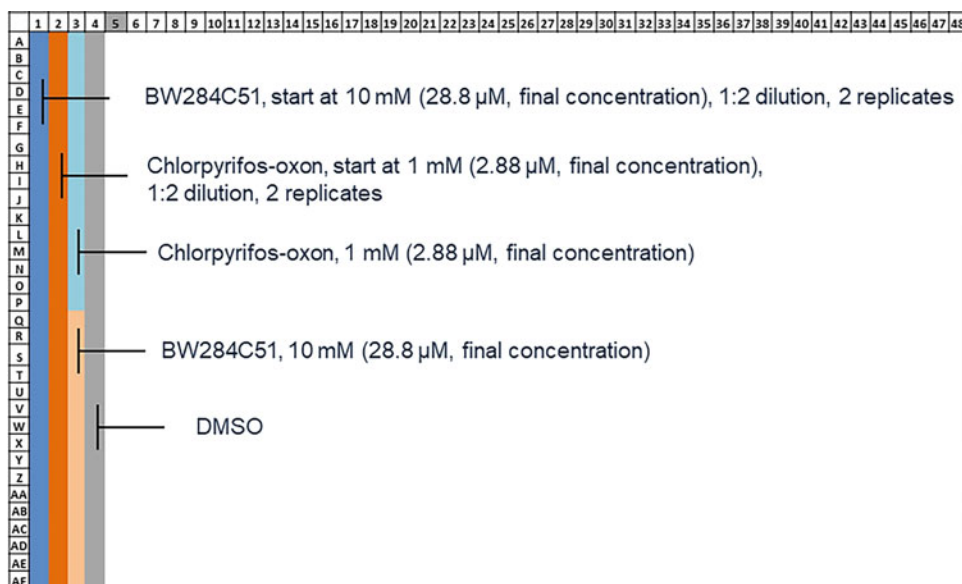 1 2 3 4 5 6 7 8 9 10 11 12 13 14 15 16 17 18 19 20 21 22 23 24 25 26 27 28 29 30 31 32 33 34 35 36 37 38 39 40 41 42 43 44 45 46 47 48
A
B
C
D
BW284C51, start at 10 mM (28.8 µM, final concentration), 1:2 dilution, 2 replicates
E
F
G
H
Chlorpyrifos-oxon, start at 1 mM (2.88 µM, final concentration),
I
1:2 dilution, 2 replicates
J
K
L
M
Chlorpyrifos-oxon, 1 mM (2.88 µM, final concentration)
N
O
P
Q
R
S
BW284C51, 10 mM (28.8 µM, final concentration)
T
U
V
W
DMSO
X
Y
Z
AA
AB
AC
AD
AE
AF